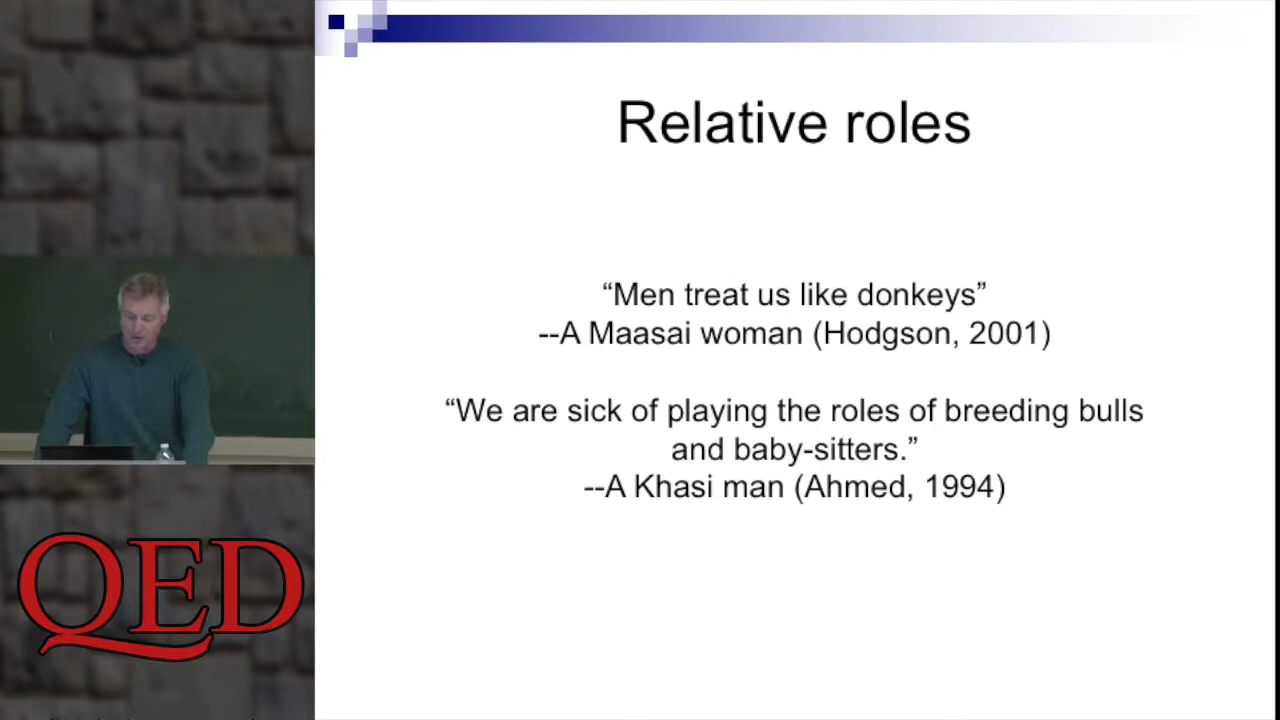 Relative roles
“Men treat us like donkeys”
--A Maasai woman (Hodgson, 2001)
“We are sick of playing the roles of breeding bulls
and baby-sitters.”
--A Khasi man (Ahmed, 1994)
QED